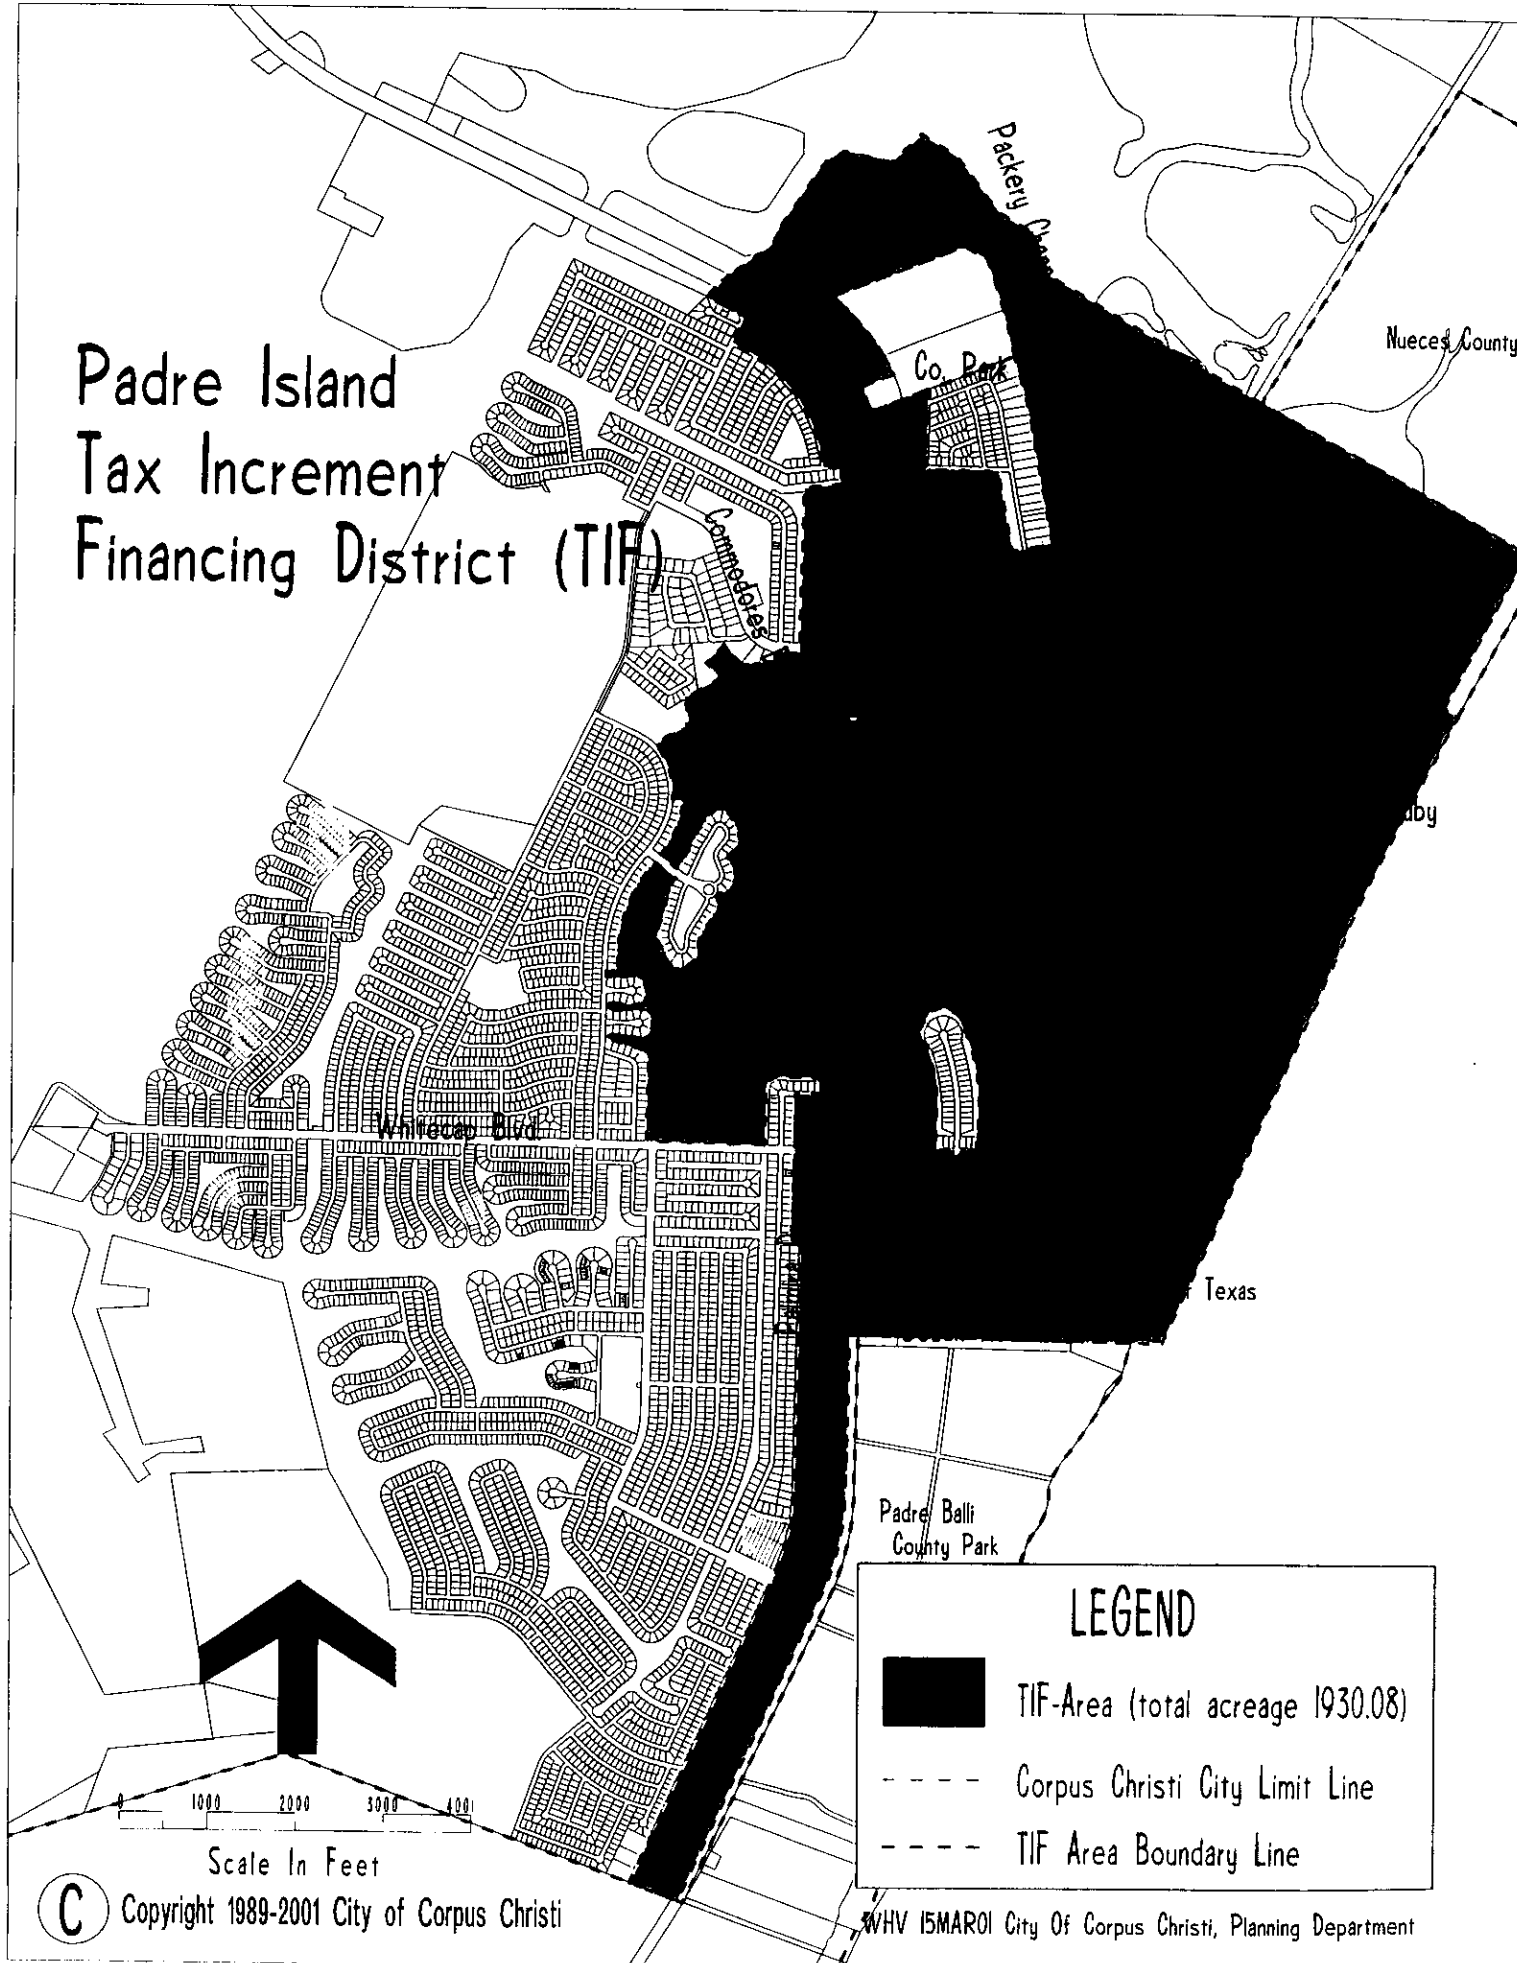 Packery
Nueces County
Padre Island
Tax Increment
Financing District (TIF)
Co. Park
Commodores
Whitecap Blvd.
Texas
Padre Balli
County Park
LEGEND
TIF-Area (total acreage 1930.08)
Corpus Christi City Limit Line
TIF Area Boundary Line
0 1000 2000 3000 400
Scale In Feet
C Copyright 1989-2001 City of Corpus Christi
WHV 15MAR01 City Of Corpus Christi, Planning Department